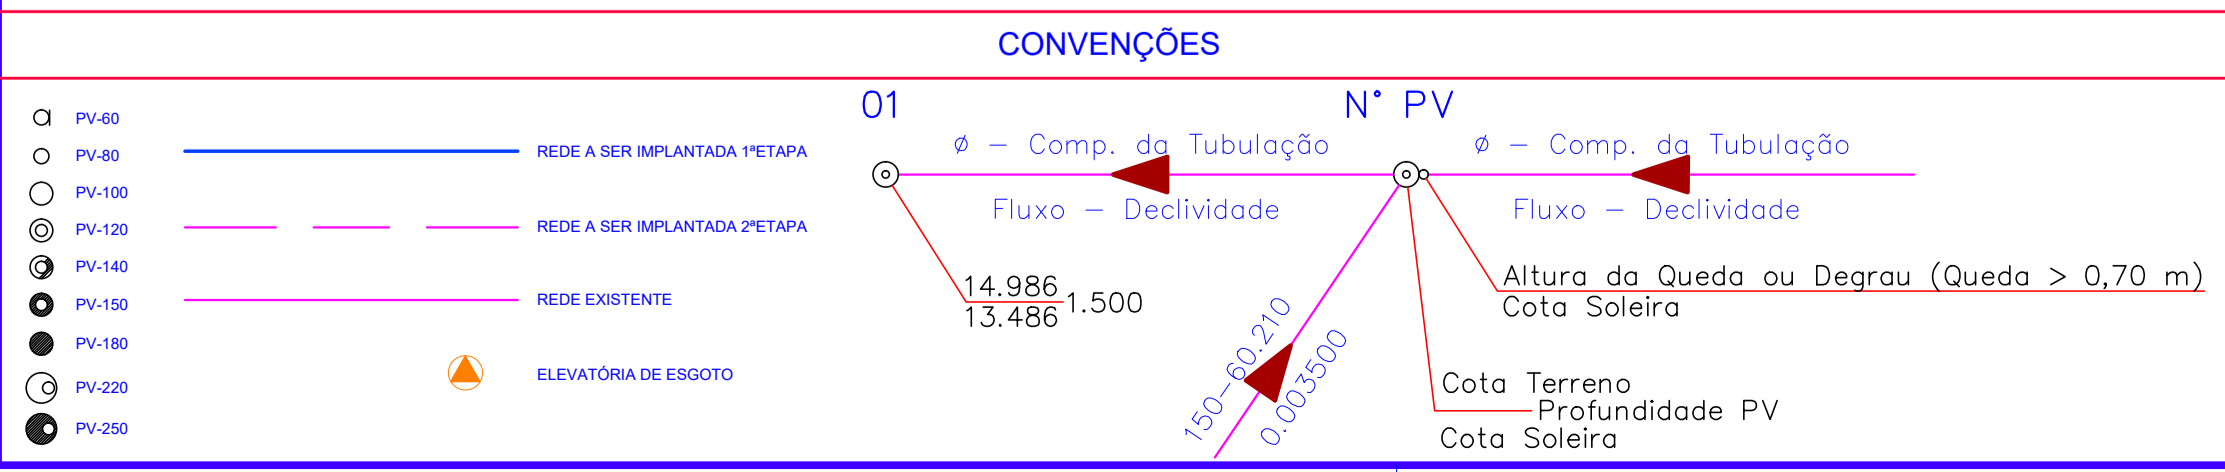 CONVENÇÕES
PV-60
PV-80
PV-100
PV-120
PV-140
PV-150
PV-180
PV-220
PV-250
REDE A SER IMPLANTADA 1ªETAPA
REDE A SER IMPLANTADA 2ªETAPA
REDE EXISTENTE
ELEVATÓRIA DE ESGOTO
01
N° PV
ø – Comp. da Tubulação
ø – Comp. da Tubulação
Fluxo – Declividade
Fluxo – Declividade
14.986
1.500
13.486
150–60.210
0.003500
Altura da Queda ou Degrau (Queda > 0,70 m)
Cota Soleira
Cota Terreno
Profundidade PV
Cota Soleira